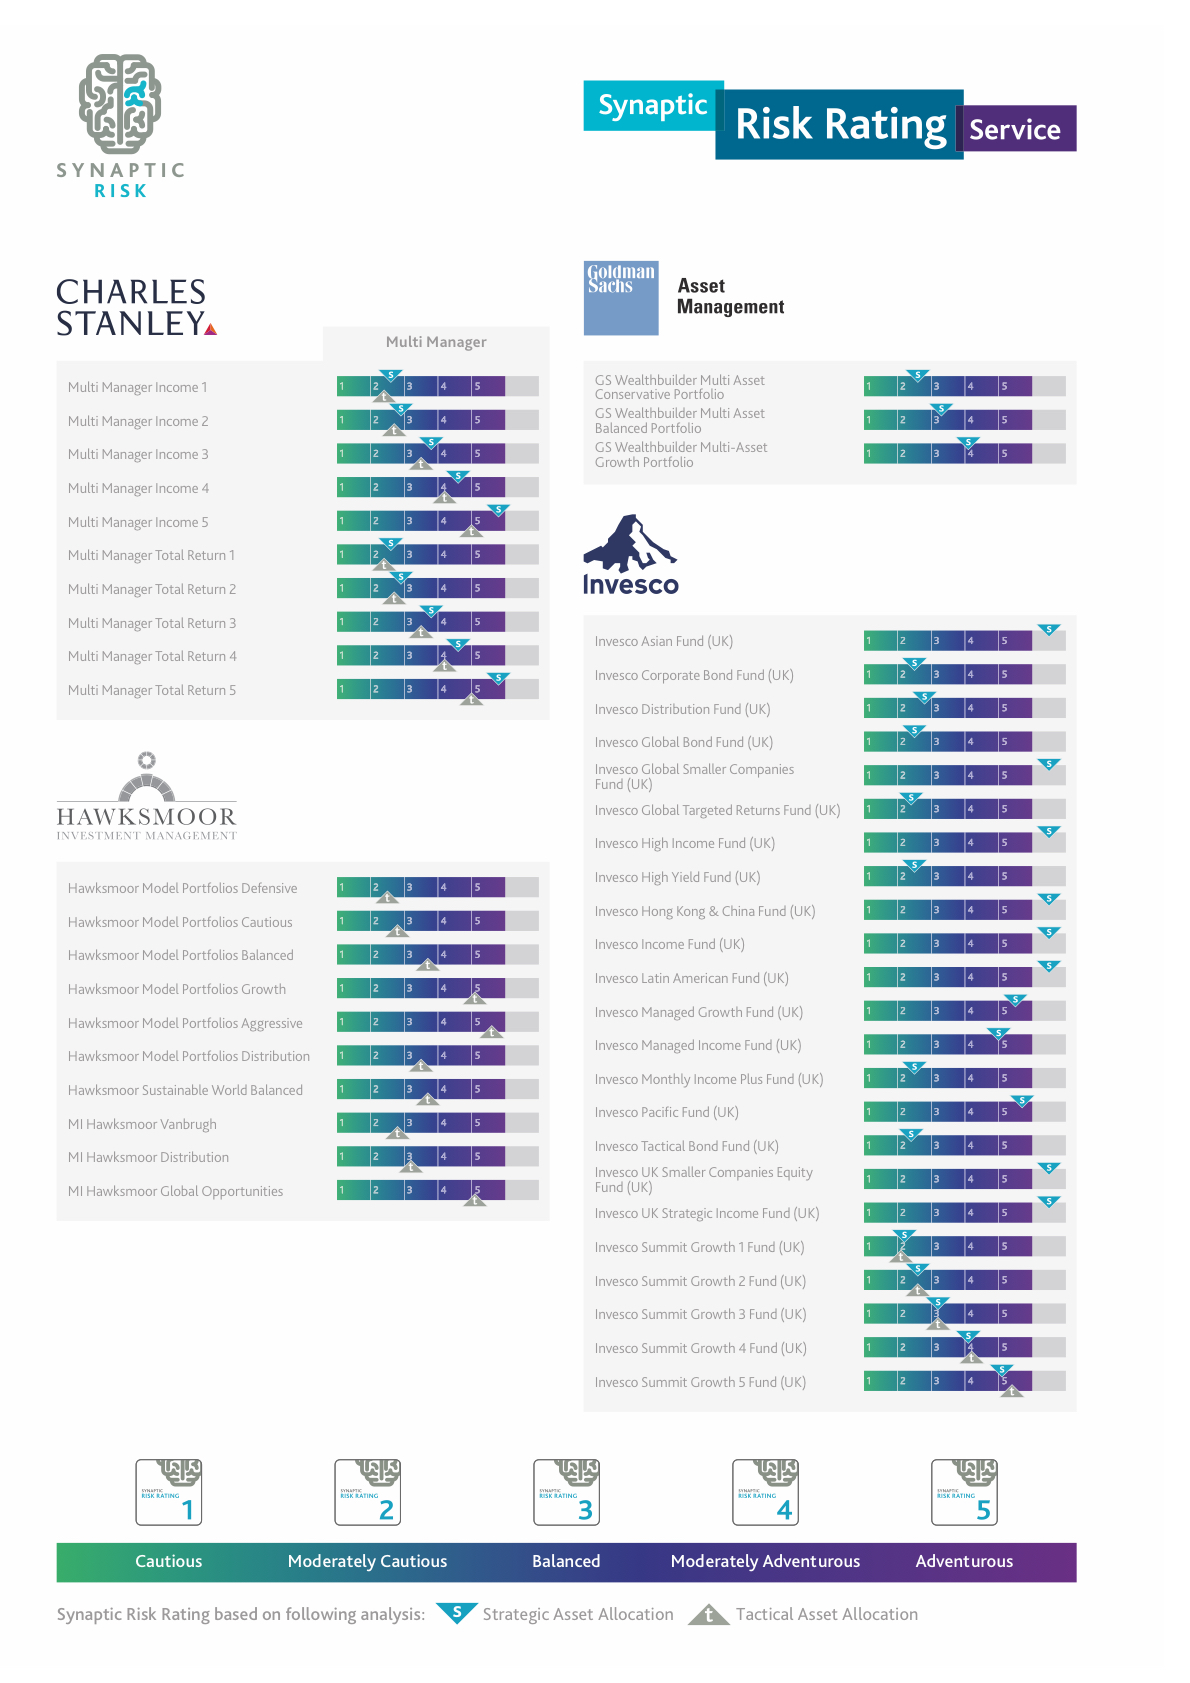 SYNAPTIC
RISK
Synaptic Risk Rating Service
CHARLES
STANLEY
Multi Manager
Multi Manager Income 1 1 2 3 4 5 s t
Multi Manager Income 2 1 2 3 4 5 s t
Multi Manager Income 3 1 2 3 4 5 s t
Multi Manager Income 4 1 2 3 4 5 s t
Multi Manager Income 5 1 2 3 4 5 s t
Multi Manager Total Return 1 1 2 3 4 5 s t
Multi Manager Total Return 2 1 2 3 4 5 s t
Multi Manager Total Return 3 1 2 3 4 5 s t
Multi Manager Total Return 4 1 2 3 4 5 s t
Multi Manager Total Return 5 1 2 3 4 5 s t
HAWKSMOOR
INVESTMENT MANAGEMENT
Hawksmoor Model Portfolios Defensive 1 2 3 4 5 t
Hawksmoor Model Portfolios Cautious 1 2 3 4 5 t
Hawksmoor Model Portfolios Balanced 1 2 3 4 5 t
Hawksmoor Model Portfolios Growth 1 2 3 4 5 t
Hawksmoor Model Portfolios Aggressive 1 2 3 4 5 t
Hawksmoor Model Portfolios Distribution 1 2 3 4 5 t
Hawksmoor Sustainable World Balanced 1 2 3 4 5 t
MI Hawksmoor Vanbrugh 1 2 3 4 5 t
MI Hawksmoor Distribution 1 2 3 4 5 t
MI Hawksmoor Global Opportunities 1 2 3 4 5 t
Goldman
Sachs
Asset
Management
GS Wealthbuilder Multi Asset
Conservative Portfolio 1 2 3 4 5 s
GS Wealthbuilder Multi Asset
Balanced Portfolio 1 2 3 4 5 s
GS Wealthbuilder Multi-Asset
Growth Portfolio 1 2 3 4 5 s
Invesco
Invesco Asian Fund (UK) 1 2 3 4 5 s
Invesco Corporate Bond Fund (UK) 1 2 3 4 5 s
Invesco Distribution Fund (UK) 1 2 3 4 5 s
Invesco Global Bond Fund (UK) 1 2 3 4 5 s
Invesco Global Smaller Companies
Fund (UK) 1 2 3 4 5 s
Invesco Global Targeted Returns Fund (UK) 1 2 3 4 5 s
Invesco High Income Fund (UK) 1 2 3 4 5 s
Invesco High Yield Fund (UK) 1 2 3 4 5 s
Invesco Hong Kong & China Fund (UK) 1 2 3 4 5 s
Invesco Income Fund (UK) 1 2 3 4 5 s
Invesco Latin American Fund (UK) 1 2 3 4 5 s
Invesco Managed Growth Fund (UK) 1 2 3 4 5 s
Invesco Managed Income Fund (UK) 1 2 3 4 5 s
Invesco Monthly Income Plus Fund (UK) 1 2 3 4 5 s
Invesco Pacific Fund (UK) 1 2 3 4 5 s
Invesco Tactical Bond Fund (UK) 1 2 3 4 5 s
Invesco UK Smaller Companies Equity
Fund (UK) 1 2 3 4 5 s
Invesco UK Strategic Income Fund (UK) 1 2 3 4 5 s
Invesco Summit Growth 1 Fund (UK) 1 2 3 4 5 s t
Invesco Summit Growth 2 Fund (UK) 1 2 3 4 5 s t
Invesco Summit Growth 3 Fund (UK) 1 2 3 4 5 s t
Invesco Summit Growth 4 Fund (UK) 1 2 3 4 5 s t
Invesco Summit Growth 5 Fund (UK) 1 2 3 4 5 s t
SYNAPTIC
RISK RATING
1
SYNAPTIC
RISK RATING
2
SYNAPTIC
RISK RATING
3
SYNAPTIC
RISK RATING
4
SYNAPTIC
RISK RATING
5
Cautious Moderately Cautious Balanced Moderately Adventurous Adventurous
Synaptic Risk Rating based on following analysis: s Strategic Asset Allocation t Tactical Asset Allocation